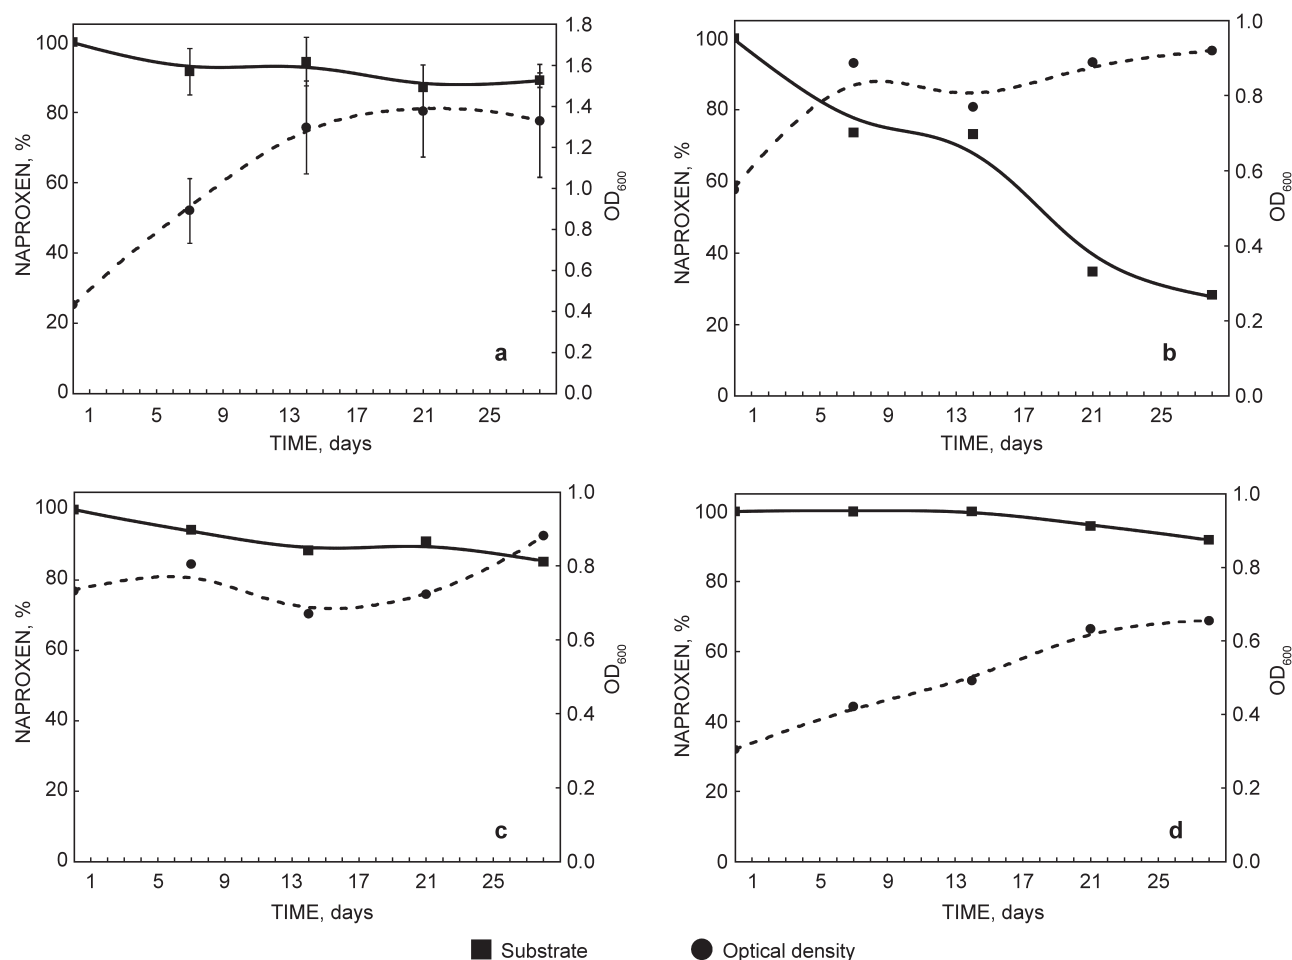 NAPROXEN, %
100
80
60
40
20
0
1.8
1.6
1.4
1.2
1.0
0.8
0.6
0.4
0.2
0.0
OD600
a
1 5 9 13 17 21 25
TIME, days
NAPROXEN, %
100
80
60
40
20
0
1.0
0.8
0.6
0.4
0.2
0.0
OD600
b
1 5 9 13 17 21 25
TIME, days
NAPROXEN, %
100
80
60
40
20
0
1.0
0.8
0.6
0.4
0.2
0.0
OD600
c
1 5 9 13 17 21 25
TIME, days
NAPROXEN, %
100
80
60
40
20
0
1.0
0.8
0.6
0.4
0.2
0.0
OD600
d
1 5 9 13 17 21 25
TIME, days
Substrate Optical density